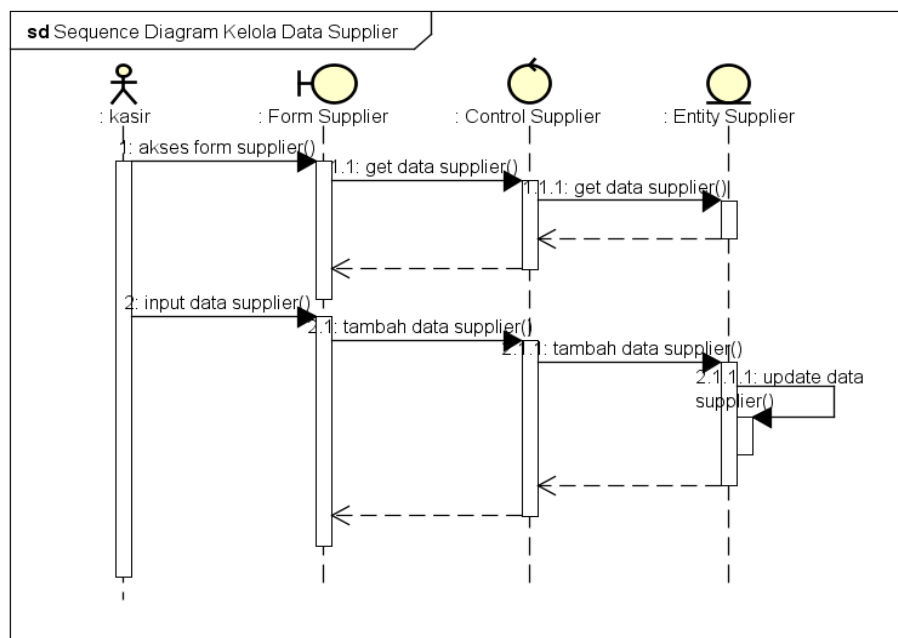 sd Sequence Diagram Kelola Data Supplier
: kasir
: Form Supplier
: Control Supplier
: Entity Supplier
1: akses form supplier()
1.1: get data supplier()
1.1.1: get data supplier()
2: input data supplier()
2.1: tambah data supplier()
2.1.1: tambah data supplier()
2.1.1.1: update data
supplier()